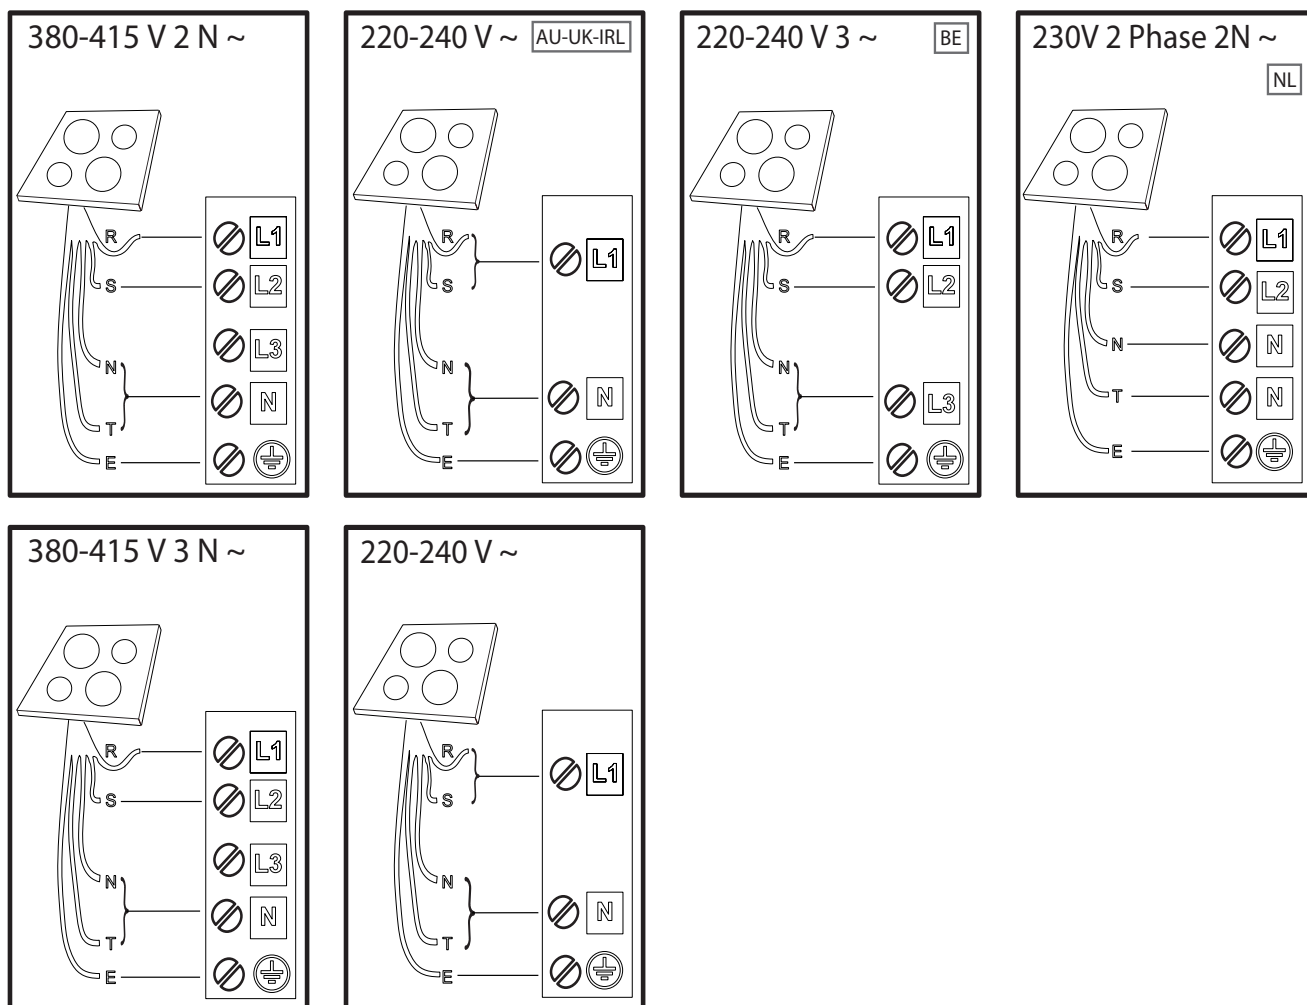 380-415 V 2 N ~
R L1
S L2
L3
N
N
T
E
220-240 V ~ AU-UK-IRL
R
L1
S
N
N
T
E
220-240 V 3 ~ BE
R L1
S L2
N
L3
T
E
230V 2 Phase 2N ~
NL
R L1
S L2
N N
T N
E
380-415 V 3 N ~
R L1
S L2
L3
N
N
T
E
220-240 V ~
R
L1
S
N
N
T
E